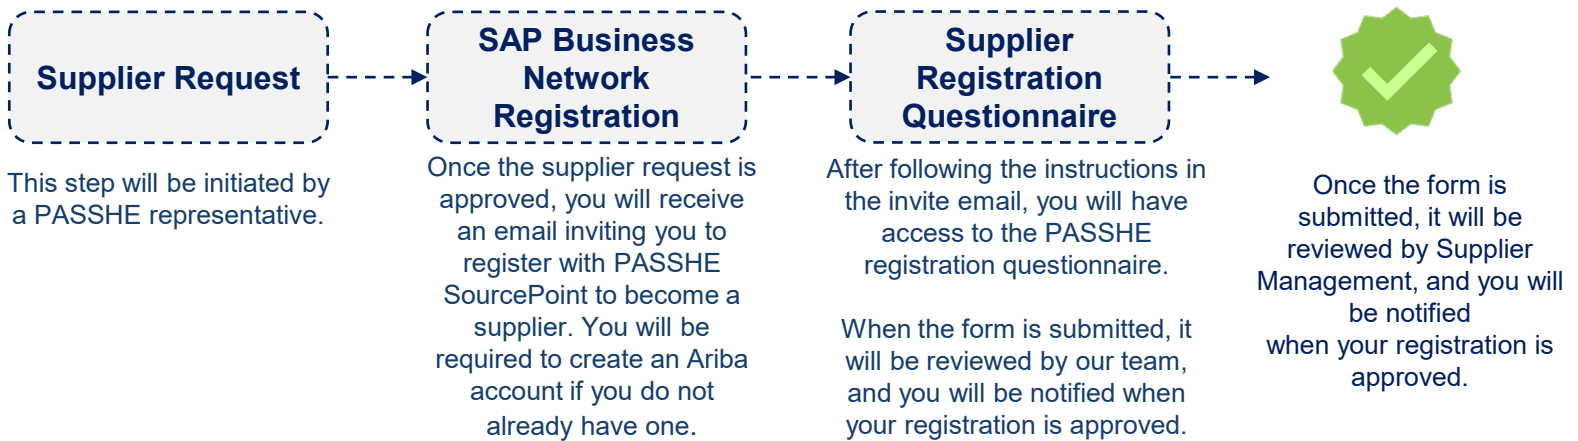 Supplier Request
This step will be initiated by
a PASSHE representative.
SAP Business
Network
Registration
Once the supplier request is
approved, you will receive
an email inviting you to
register with PASSHE
SourcePoint to become a
supplier. You will be
required to create an Ariba
account if you do not
already have one.
Supplier
Registration
Questionnaire
After following the instructions in
the invite email, you will have
access to the PASSHE
registration questionnaire.
When the form is submitted, it
will be reviewed by our team,
and you will be notified when
your registration is approved.
Once the form is
submitted, it will be
reviewed by Supplier
Management, and you will
be notified
when your registration is
approved.